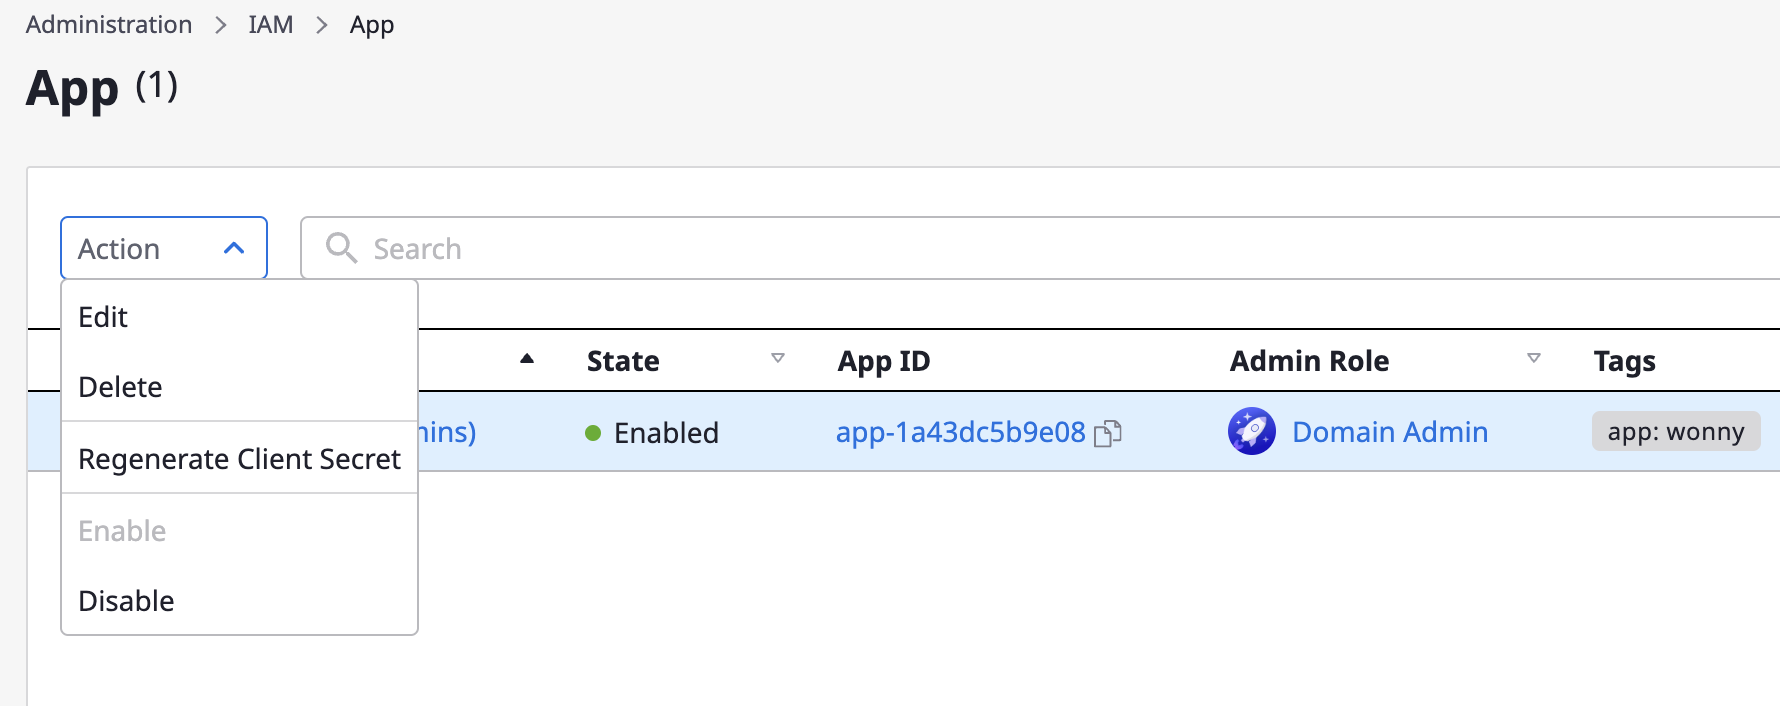 Administration > IAM > App
App (1)
Action
Search
Edit
Delete
Regenerate Client Secret
Enable
Disable
State App ID Admin Role Tags
Enabled app-1a43dc5b9e08 Domain Admin app: wonny